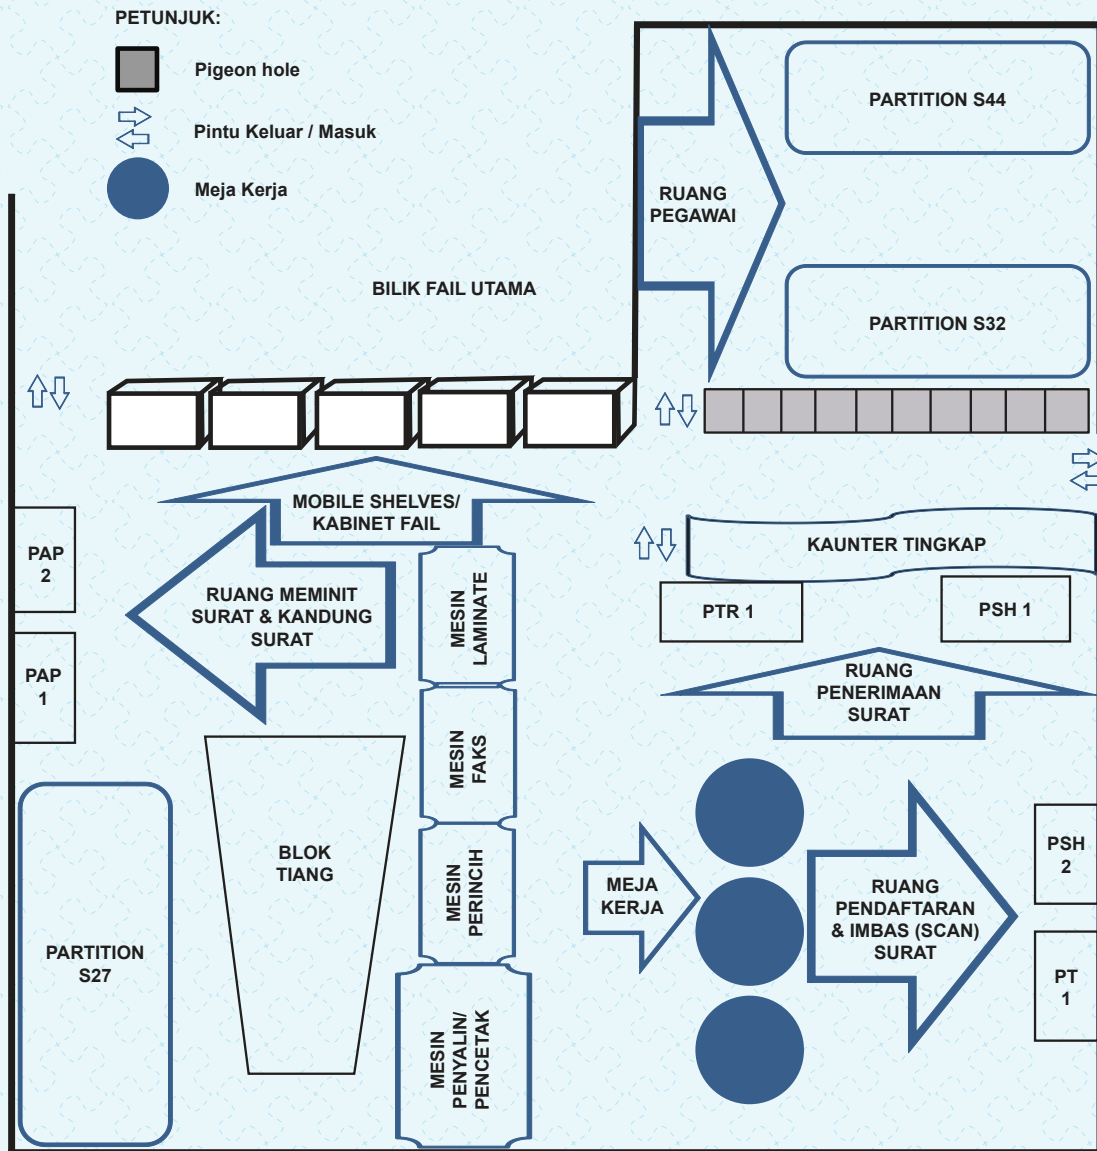 PETUNJUK:
Pigeon hole
Pintu Keluar / Masuk
Meja Kerja
PARTITION S44
RUANG
PEGAWAI
BILIK FAIL UTAMA
PARTITION S32
MOBILE SHELVES/
KABINET FAIL
KAUNTER TINGKAP
PAP
2
RUANG MEMINIT
SURAT & KANDUNG
SURAT
MESIN
LAMINATE
PTR 1
PSH 1
PAP
1
RUANG
PENERIMAAN
SURAT
MESIN
FAKS
BLOK
TIANG
MESIN
PERINCH
MEJA
KERJA
RUANG
PENDAFTARAN
& IMBAS (SCAN)
SURAT
PSH
2
PARTITION
S27
PT
1
MESIN
PENYALIN/
PENCETAK